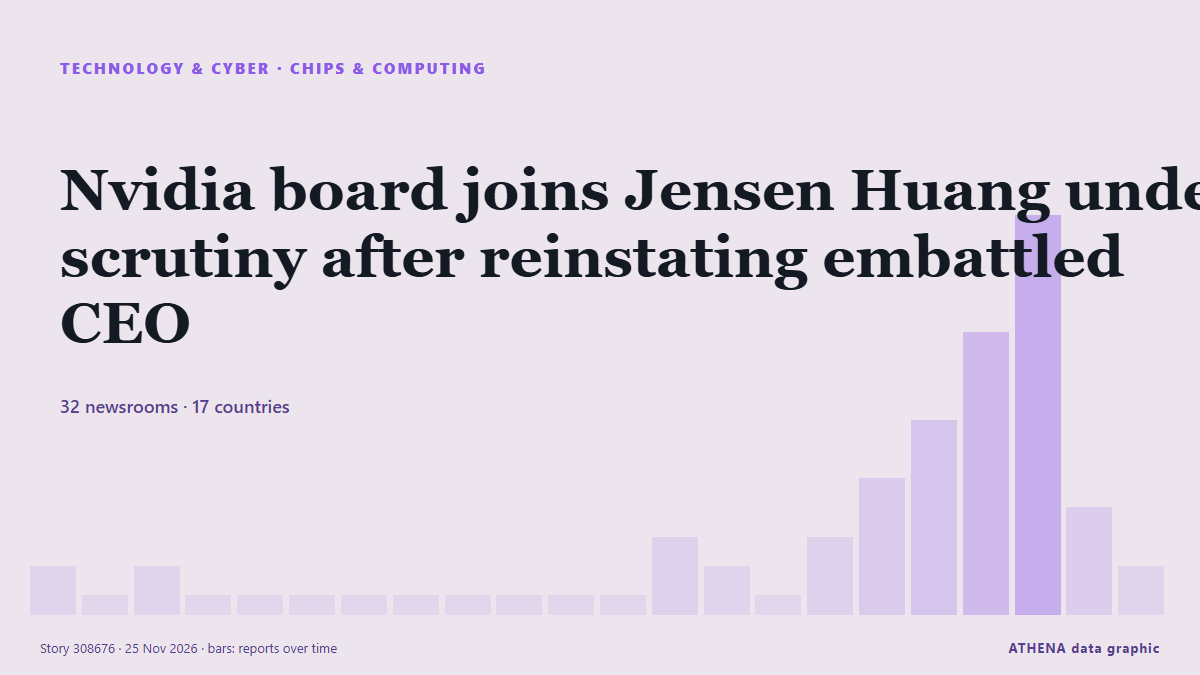 TECHNOLOGY & CYBER · CHIPS & COMPUTING
Nvidia board joins Jensen Huang unde
scrutiny after reinstating embattled
CEO
32 newsrooms · 17 countries
Story 308676 · 25 Nov 2026 · bars: reports over time
ATHENA data graphic